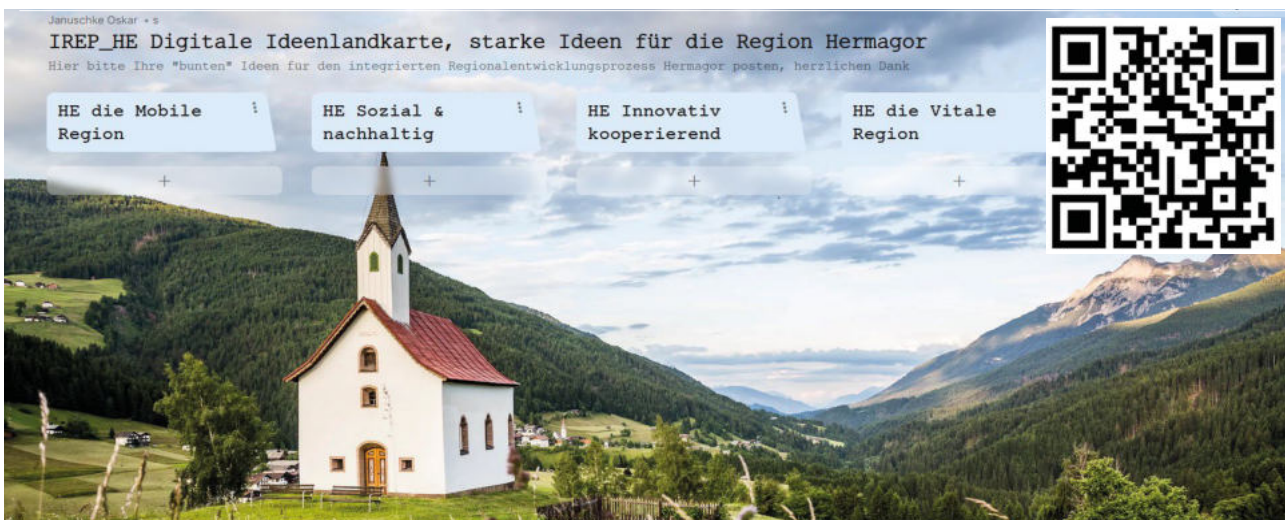 Januschke Oskar + s
IREP_HE Digitale Ideenlandkarte, starke Ideen für die Region Hermagor
Hier bitte Ihre "bunten" Ideen für den integrierten Regionalentwicklungsprozess Hermagor posten, herzlichen Dank
HE die Mobile
Region
HE Sozial &
nachhaltig
HE Innovativ
kooperierend
HE die Vitale
Region
+
+
+
+